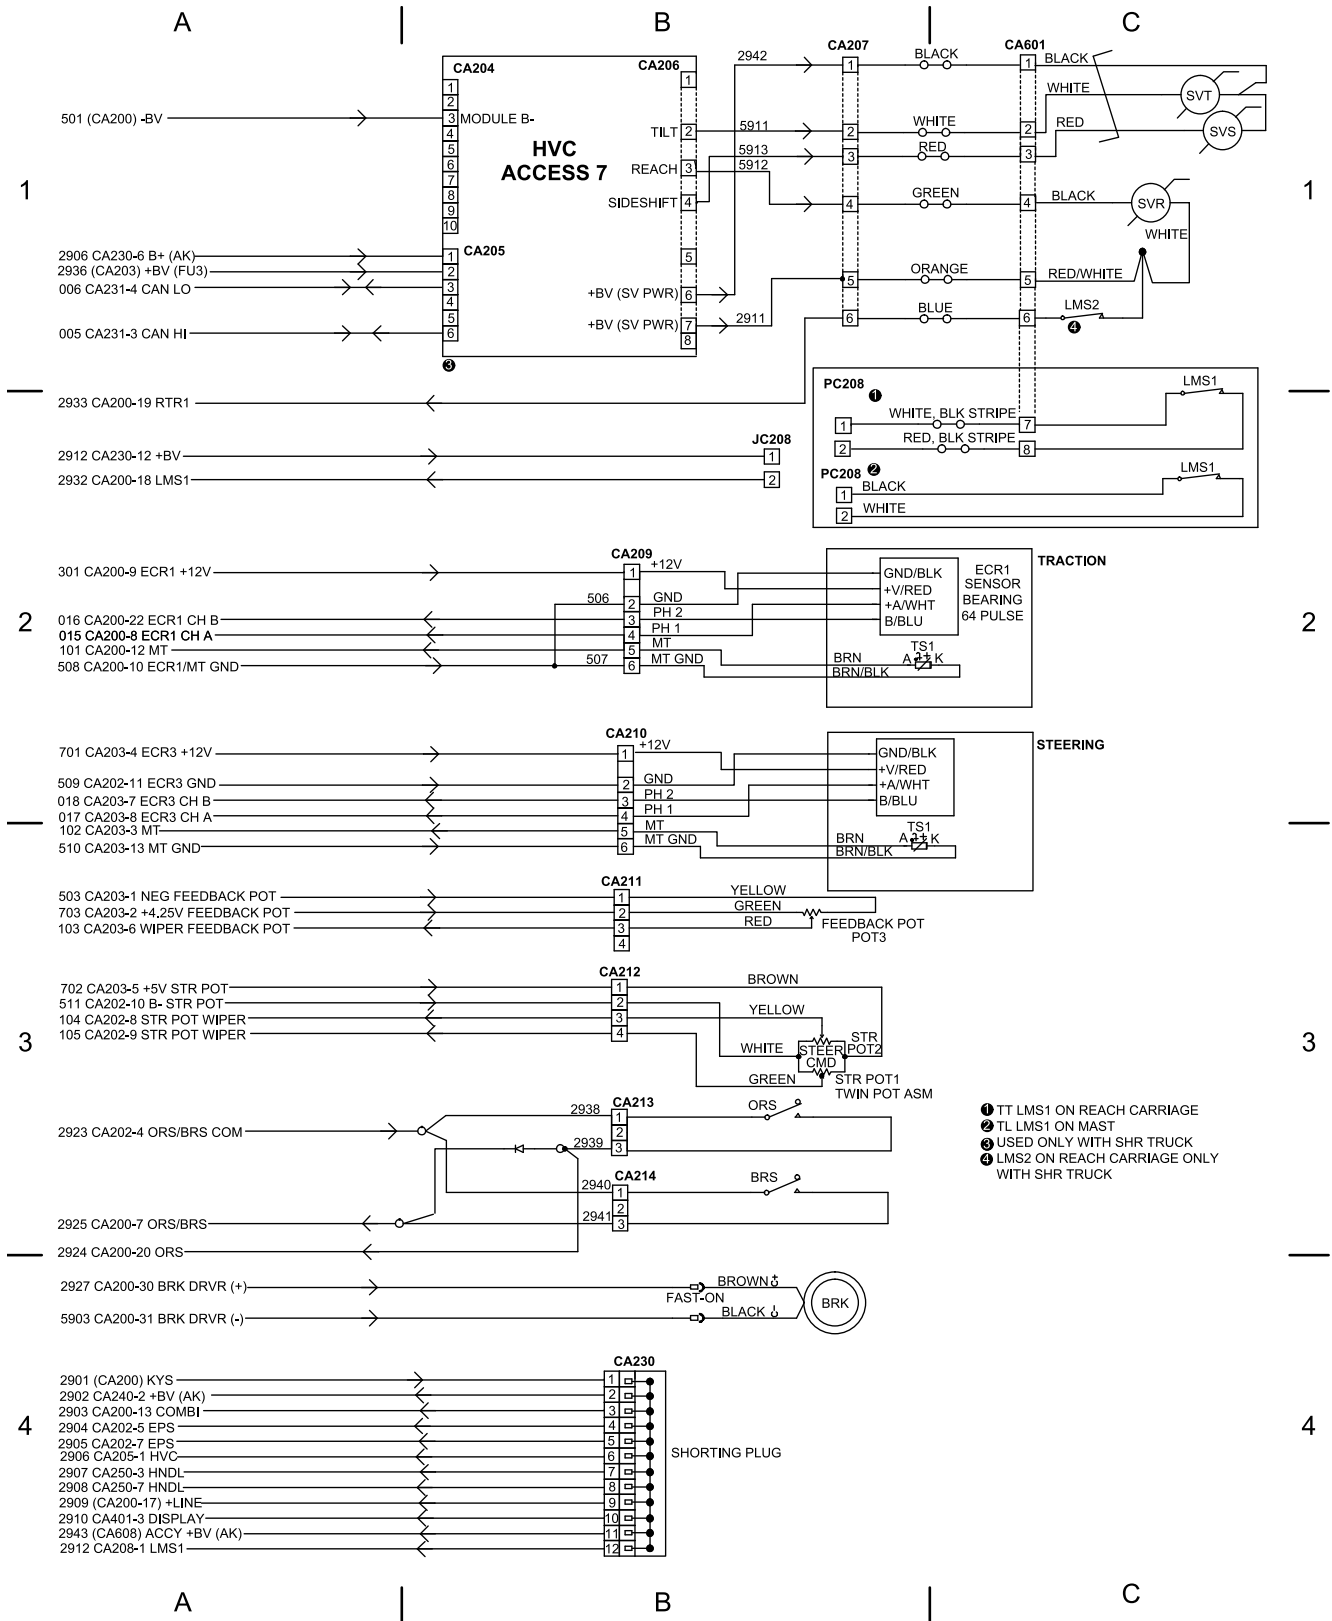 A
B
C
CA204
1
2
3 MODULE B-
4
5
6
7
8
9
10
HVC
ACCESS 7
CA206
1
TILT 2
REACH 3
SIDESHIFT 4
5
+BV (SV PWR) 6
+BV (SV PWR) 7
8
CA205
1
2
3
4
5
6
3
501 (CA200) -BV
2906 CA230-6 B+ (AK)
2936 (CA203) +BV (FU3)
006 CA231-4 CAN LO
005 CA231-3 CAN HI
2942
5911
5913
5912
2911
CA207
1
2
3
4
5
6
BLACK
WHITE
RED
GREEN
ORANGE
BLUE
CA601
1
2
3
4
5
6
7
8
BLACK
WHITE
RED
BLACK
WHITE
RED/WHITE
SVT
SVS
SVR
LMS2
4
1
1
2933 CA200-19 RTR1
2912 CA230-12 +BV
2932 CA200-18 LMS1
JC208
1
2
PC208
1
1
WHITE, BLK STRIPE
2
RED, BLK STRIPE
LMS1
PC208
2
1 BLACK
2 WHITE
LMS1
2
2
301 CA200-9 ECR1 +12V
016 CA200-22 ECR1 CH B
015 CA200-8 ECR1 CH A
101 CA200-12 MT
508 CA200-10 ECR1/MT GND
506
507
CA209
1 +12V
2 GND
3 PH 2
4 PH 1
5 MT
6 MT GND
GND/BLK
+V/RED
+A/WHT
B/BLU
ECR1
SENSOR
BEARING
64 PULSE
TRACTION
BRN
BRN/BLK
TS1
A
K
701 CA203-4 ECR3 +12V
509 CA202-11 ECR3 GND
018 CA203-7 ECR3 CH B
017 CA203-8 ECR3 CH A
102 CA203-3 MT
510 CA203-13 MT GND
CA210
1 +12V
2 GND
3 PH 2
4 PH 1
5 MT
6 MT GND
GND/BLK
+V/RED
+A/WHT
B/BLU
STEERING
BRN
BRN/BLK
TS1
A
K
503 CA203-1 NEG FEEDBACK POT
703 CA203-2 +4.25V FEEDBACK POT
103 CA203-6 WIPER FEEDBACK POT
CA211
1
2
3
4
YELLOW
GREEN
RED
FEEDBACK POT
POT3
702 CA203-5 +5V STR POT
511 CA202-10 B- STR POT
104 CA202-8 STR POT WIPER
105 CA202-9 STR POT WIPER
CA212
1
2
3
4
BROWN
YELLOW
WHITE
GREEN
STEER
CMD
STR
POT2
STR POT1
TWIN POT ASM
3
3
2923 CA202-4 ORS/BRS COM
2925 CA200-7 ORS/BRS
2924 CA200-20 ORS
2938
2939
CA213
1
2
3
ORS
2940
2941
CA214
1
2
3
BRS
1 TT LMS1 ON REACH CARRIAGE
2 TL LMS1 ON MAST
3 USED ONLY WITH SHR TRUCK
4 LMS2 ON REACH CARRIAGE ONLY
WITH SHR TRUCK
2927 CA200-30 BRK DRVR (+)
5903 CA200-31 BRK DRVR (-)
FAST-ON
BROWN +
BLACK -
BRK
4
4
2901 (CA200) KYS
2902 CA240-2 +BV (AK)
2903 CA200-13 COMBI
2904 CA202-5 EPS
2905 CA202-7 EPS
2906 CA205-1 HVC
2907 CA250-3 HNDL
2908 CA250-7 HNDL
2909 (CA200-17) +LINE
2910 CA401-3 DISPLAY
2943 (CA608) ACCY +BV (AK)
2912 CA208-1 LMS1
CA230
1
2
3
4
5
6
7
8
9
10
11
12
SHORTING PLUG
A
B
C